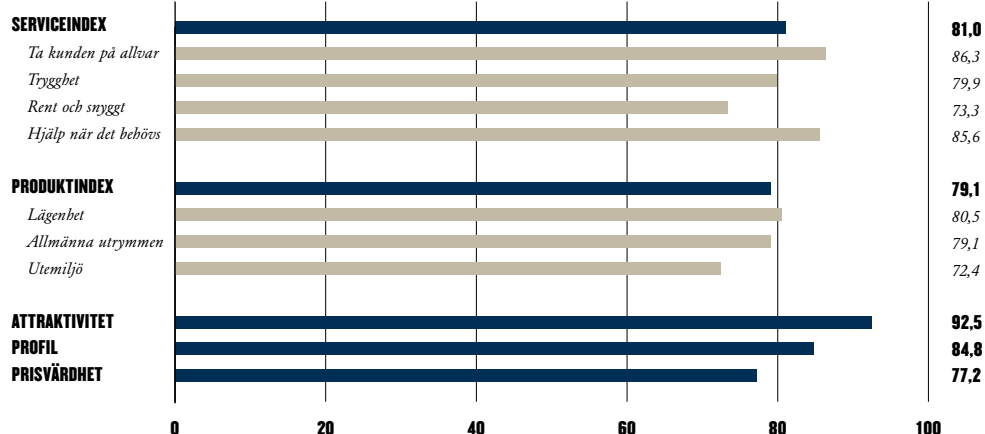 SERVICEINDEX 81,0
Ta kunden på allvar 86,3
Trygghet 79,9
Rent och snyggt 73,3
Hjälp när det behövs 85,6
PRODUKTINDEX 79,1
Lägenhet 80,5
Allmänna utrymmen 79,1
Utemiljö 72,4
ATTRAKTIVITET 92,5
PROFIL 84,8
PRISVÄRDHET 77,2
0 20 40 60 80 100